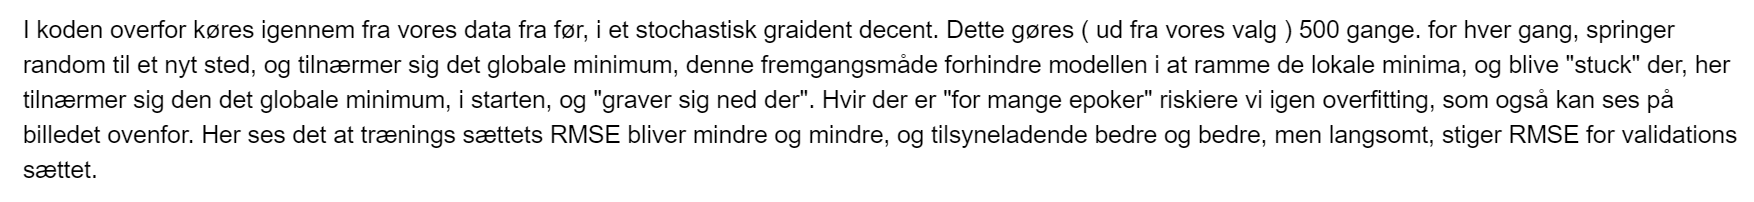 I koden overfor køres igennem fra vores data fra før, i et stochastisk graident decent. Dette gøres ( ud fra vores valg ) 500 gange. for hver gang, springer
random til et nyt sted, og tilnærmer sig det globale minimum, denne fremgangsmåde forhindre modellen i at ramme de lokale minima, og blive "stuck" der, her
tilnærmer sig den det globale minimum, i starten, og "graver sig ned der". Hvir der er "for mange epoker" riskiere vi igen overfitting, som også kan ses på
billedet ovenfor. Her ses det at trænings sættets RMSE bliver mindre og mindre, og tilsyneladende bedre og bedre, men langsomt, stiger RMSE for validations
sættet.